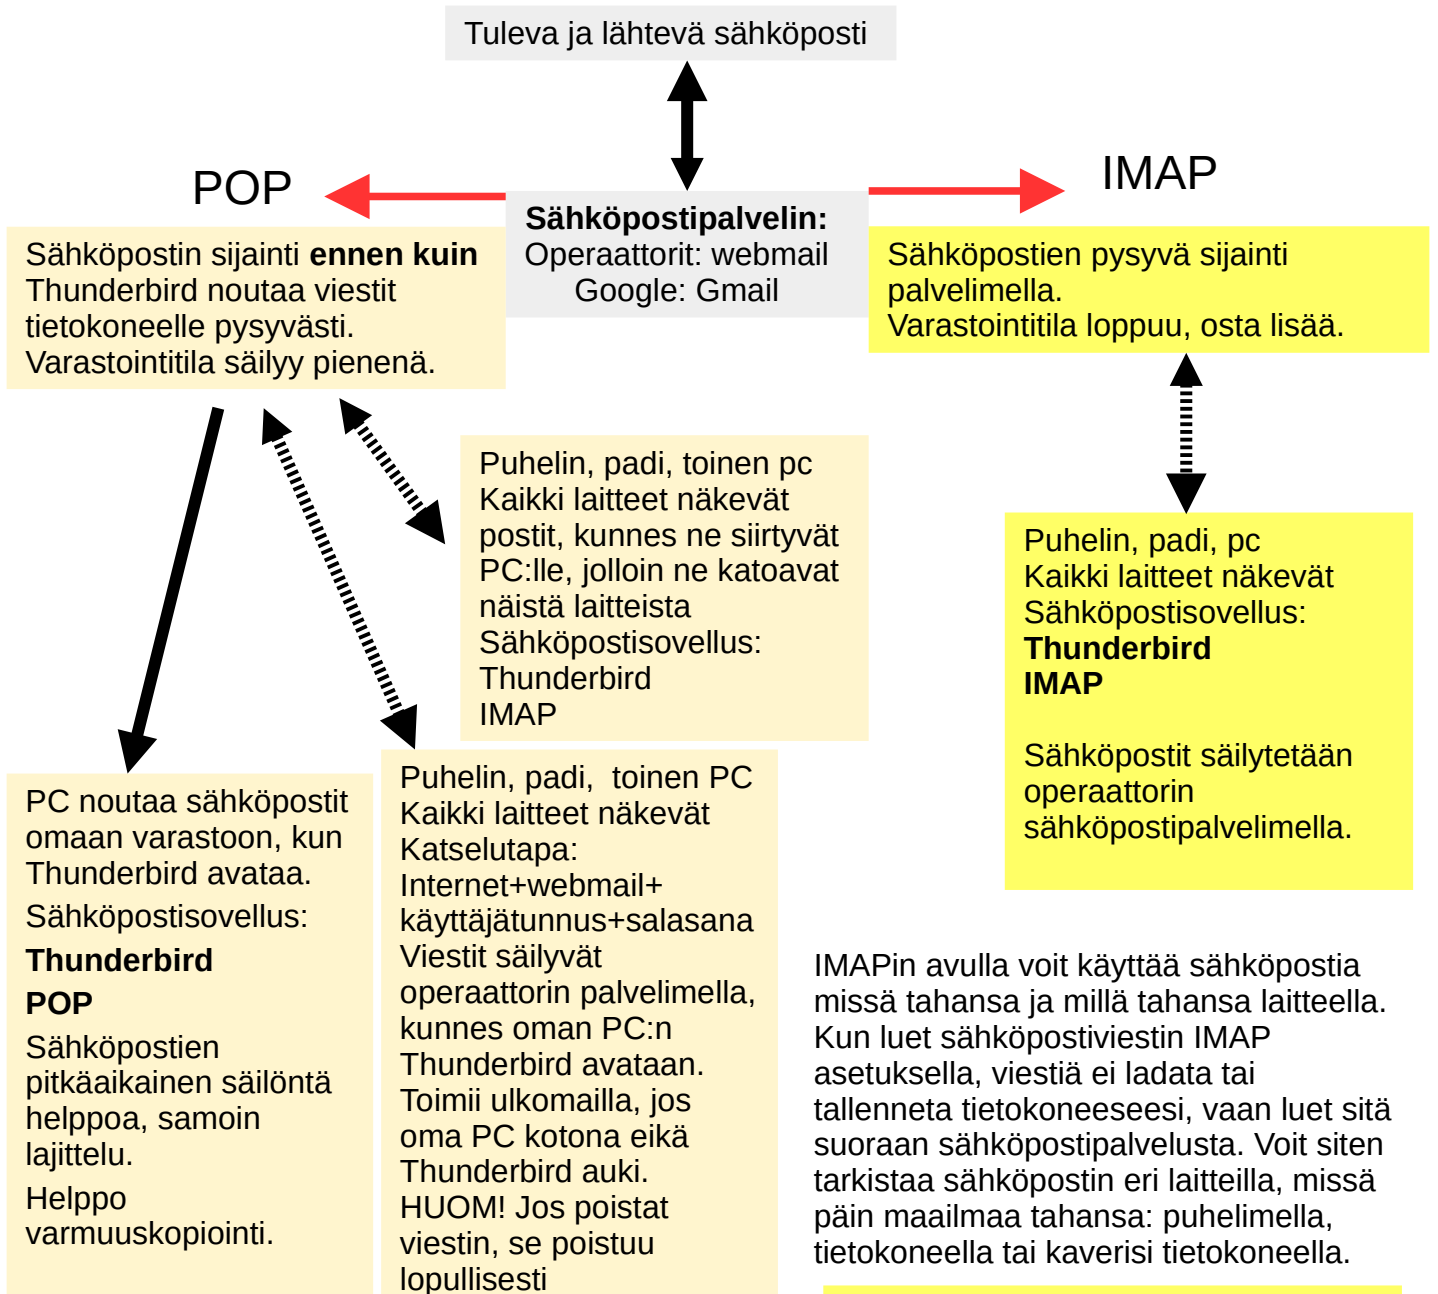 Tuleva ja lähtevä sähköposti
POP
IMAP
Sähköpostipalvelin:
Operaattorit: webmail
Google: Gmail
Sähköpostin sijainti ennen kuin
Thunderbird noutaa viestit
tietokoneelle pysyvästi.
Varastointitila säilyy pienenä.
Sähköpostien pysyvä sijainti
palvelimella.
Varastointitila loppuu, osta lisää.
Puhelin, padi, toinen pc
Kaikki laitteet näkevät
postit, kunnes ne siirtyvät
PC:lle, jolloin ne katoavat
näistä laitteista
Sähköpostisovellus:
Thunderbird
IMAP
Puhelin, padi, pc
Kaikki laitteet näkevät
Sähköpostisovellus:
Thunderbird
IMAP
Sähköpostit säilytetään
operaattorin
sähköpostipalvelimella.
PC noutaa sähköpostit
omaan varastoon, kun
Thunderbird avataa.
Sähköpostisovellus:
Thunderbird
POP
Sähköpostien
pitkäaikainen säilöntä
helppoa, samoin
lajittelu.
Helppo
varmuuskopiointi.
Puhelin, padi, toinen PC
Kaikki laitteet näkevät
Katselutapa:
Internet+webmail+
käyttäjätunnus+salasana
Viestit säilyvät
operaattorin palvelimella,
kunnes oman PC:n
Thunderbird avataan.
Toimii ulkomailla, jos
oma PC kotona eikä
Thunderbird auki.
HUOM! Jos poistat
viestin, se poistuu
lopullisesti
IMAPin avulla voit käyttää sähköpostia
missä tahansa ja millä tahansa laitteella.
Kun luet sähköpostiviestin IMAP
asetuksella, viestiä ei ladata tai
tallenneta tietokoneeseesi, vaan luet sitä
suoraan sähköpostipalvelusta. Voit siten
tarkistaa sähköpostin eri laitteilla, missä
päin maailmaa tahansa: puhelimella,
tietokoneella tai kaverisi tietokoneella.